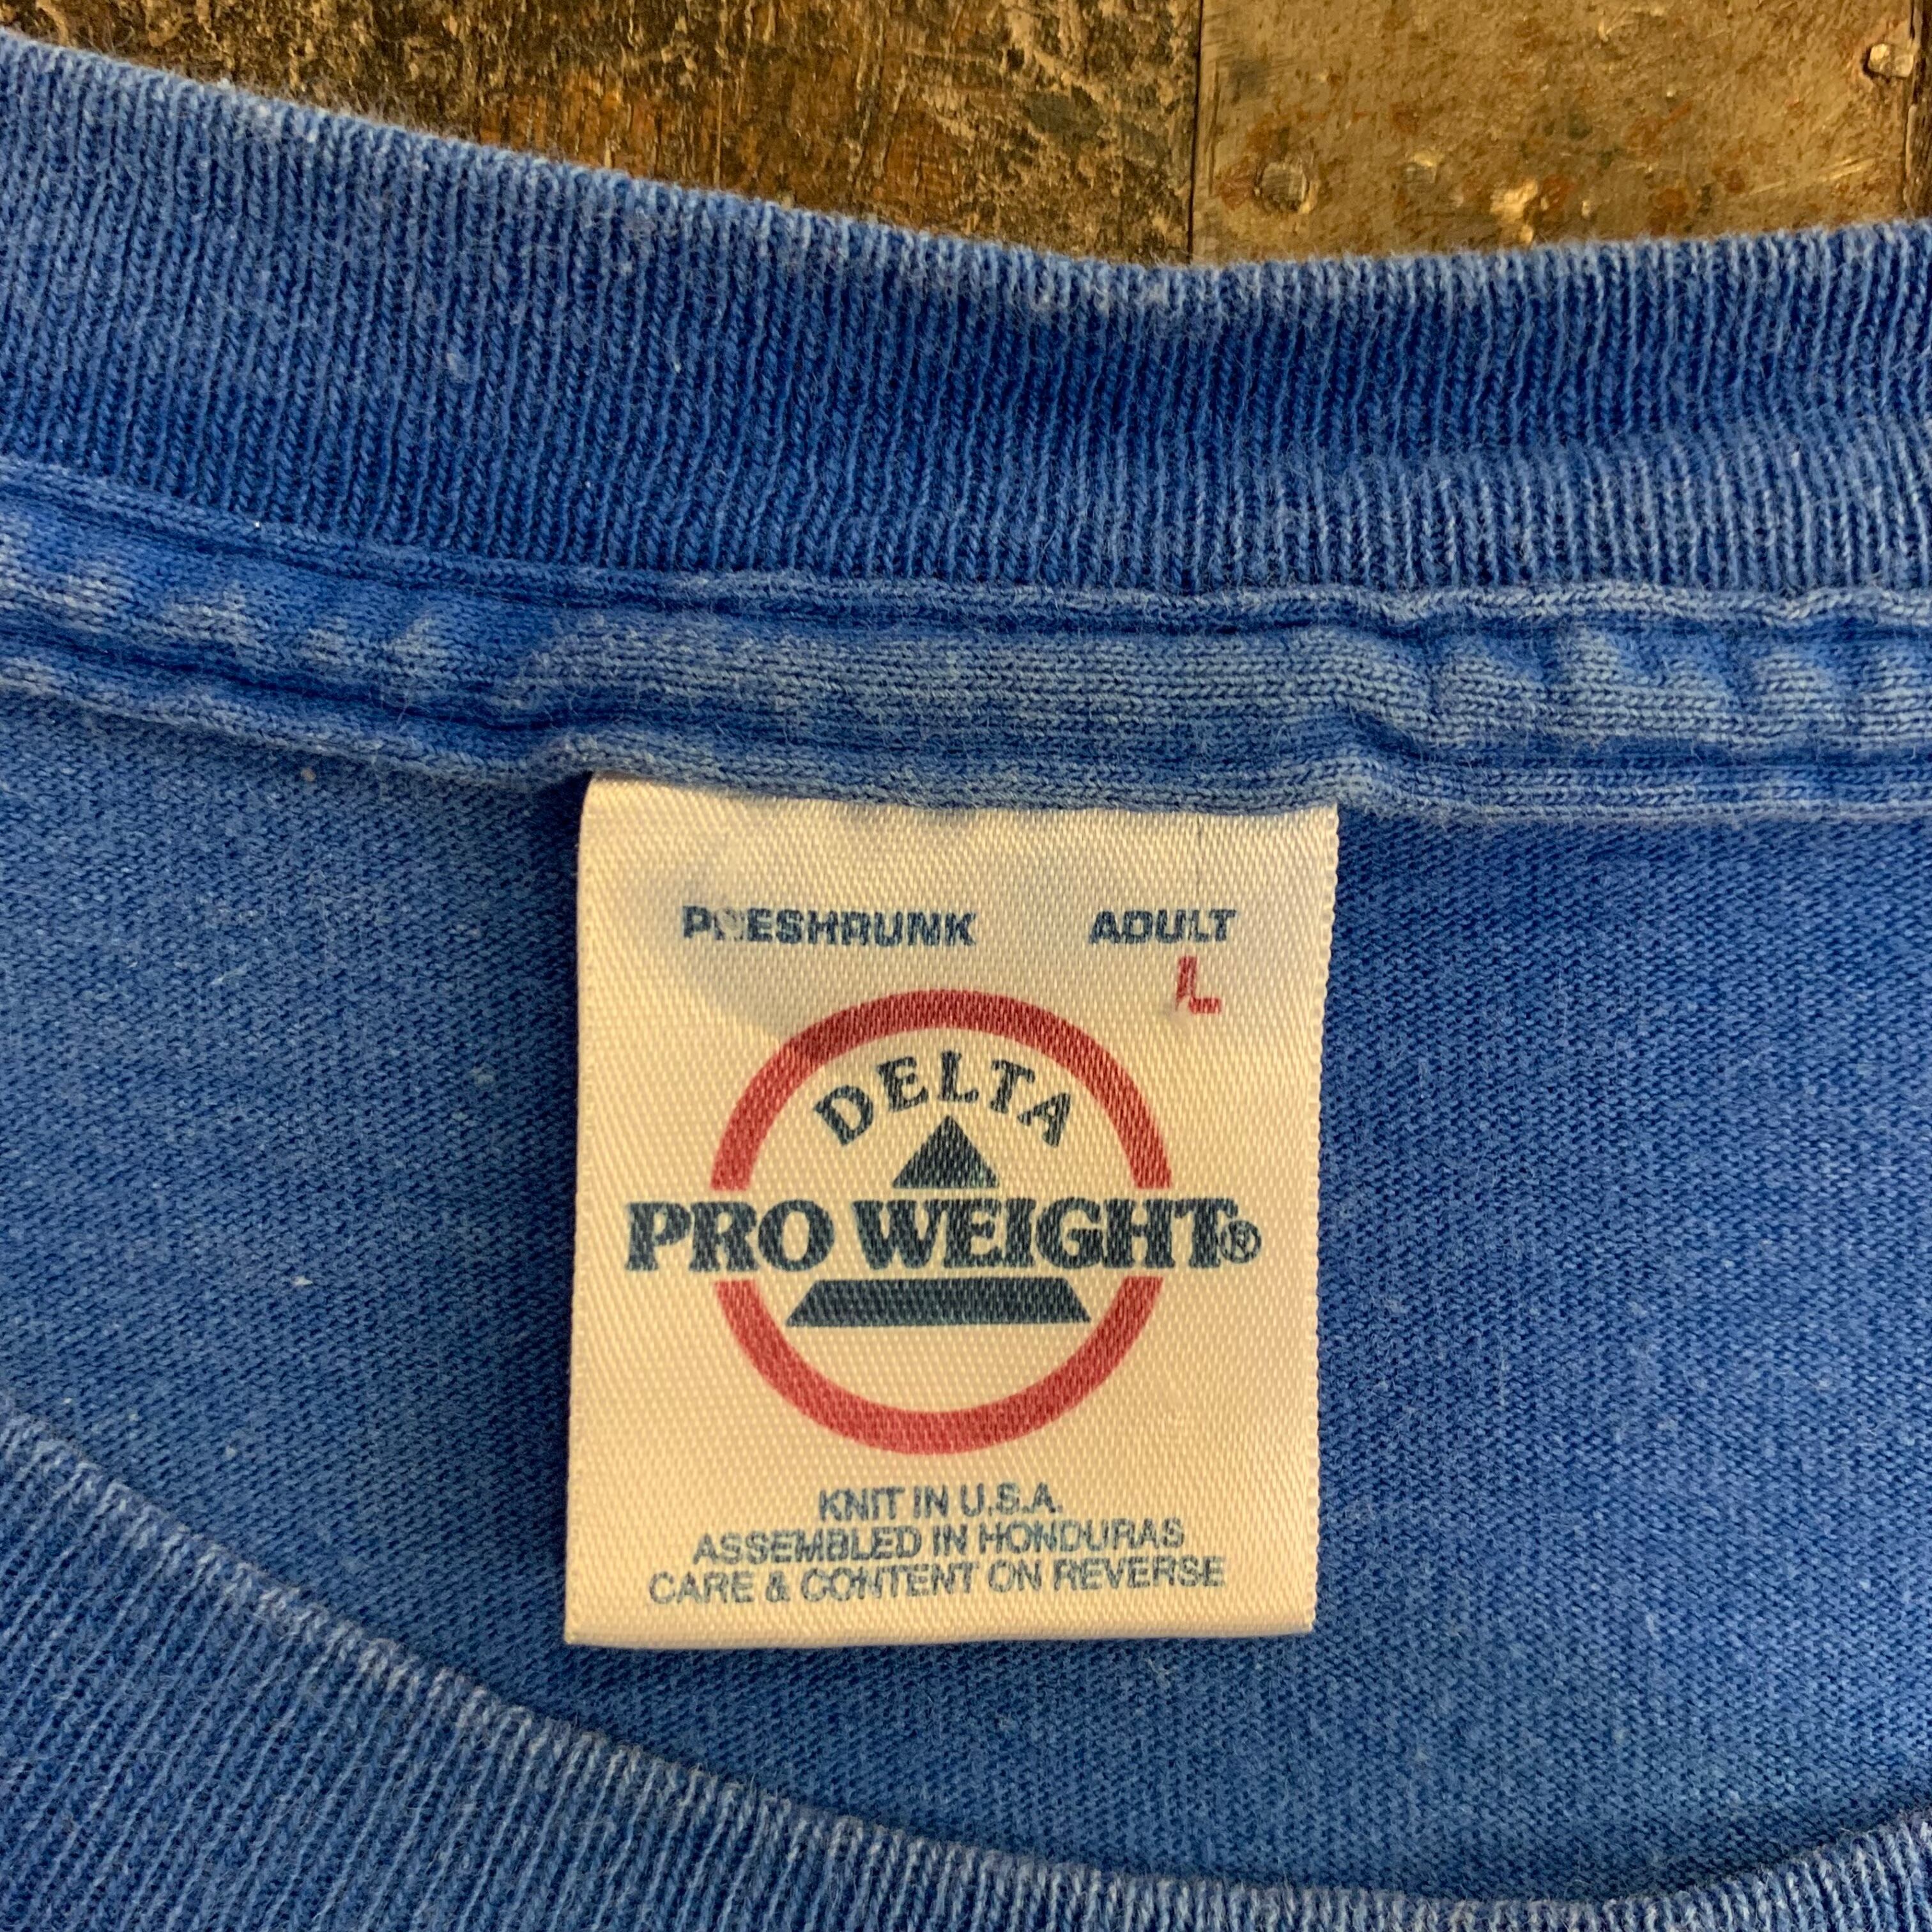 PRESHRUNK ADULT
L
DELTA
PRO WEIGHT®
KNIT IN U.S.A.
ASSEMBLED IN HONDURAS
CARE & CONTENT ON REVERSE